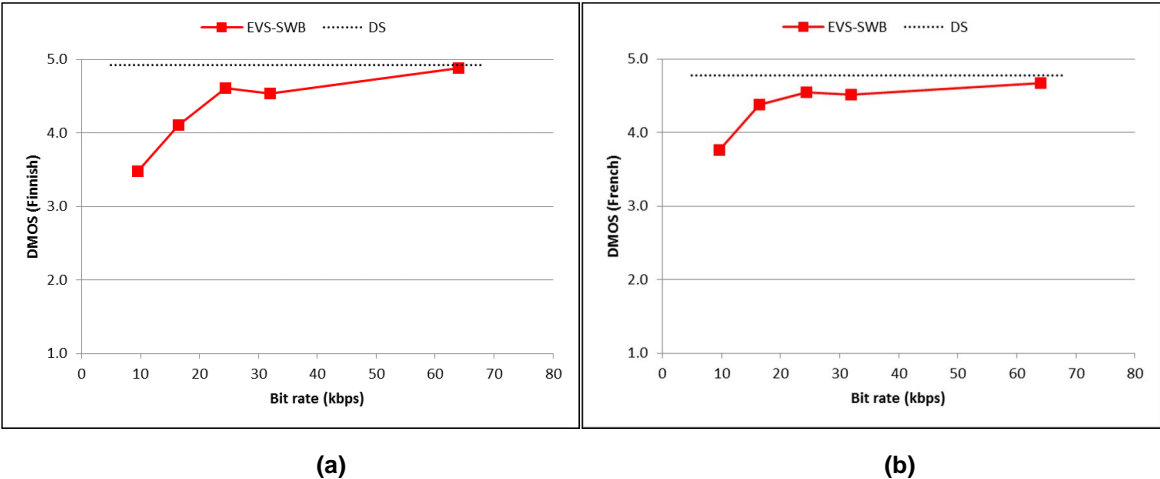 EVS-SWB DS
5.0
4.0
3.0
2.0
1.0
DMOS (Finnish)
0 10 20 30 40 50 60 70 80
Bit rate (kbps)
(a)
EVS-SWB DS
5.0
4.0
3.0
2.0
1.0
DMOS (French)
0 10 20 30 40 50 60 70 80
Bit rate (kbps)
(b)